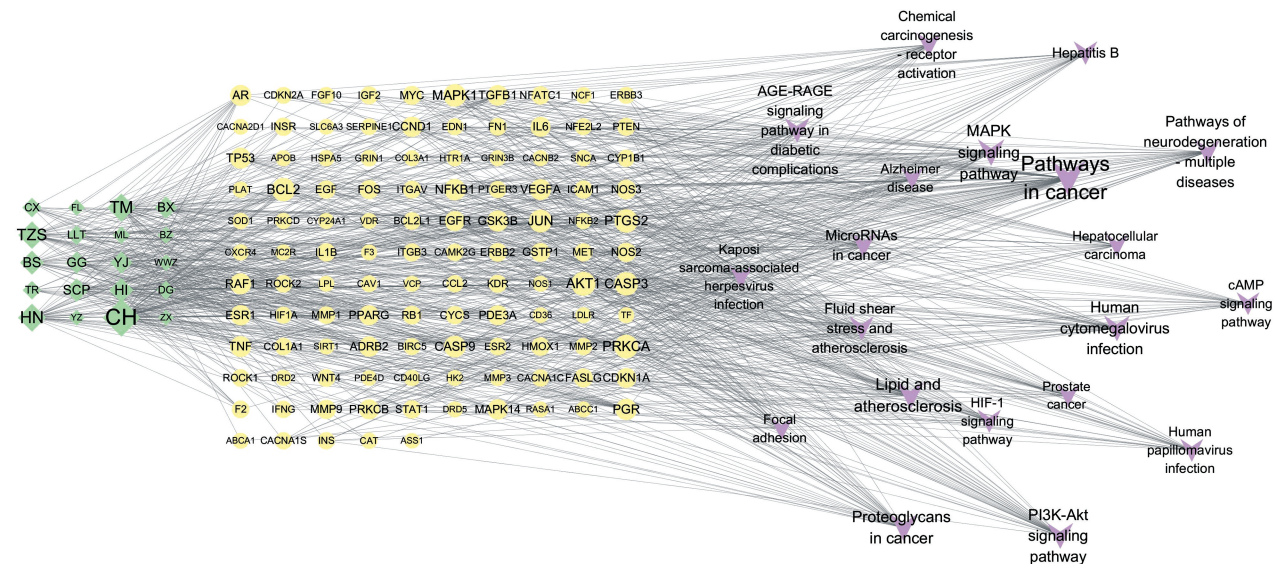 CX FL TM BX
TZS LLT ML BZ
BS GG YJ WWZ
TR SCP HI DG
HN YZ CH ZX
AR CDKN2A FGF10 IGF2 MYC MAPK1 TGFB1 NFATC1 NCF1 ERBB3
CACNA2D1 INSR SLC6A3 SERPINE1 CCND1 EDN1 FN1 IL6 NFE2L2 PTEN
TP53 APOB HSPA5 GRIN1 COL3A1 HTR1A GRIN3B CACNB2 SNCA CYP1B1
PLAT BCL2 EGF FOS ITGAV NFKB1 PTGER3 VEGFA ICAM1 NOS3
SOD1 PRKCD CYP24A1 VDR BCL2L1 EGFR GSK3B JUN NFKB2 PTGS2
CXCR4 MC2R IL1B F3 ITGB3 CAMK2G ERBB2 GSTP1 MET NOS2
RAF1 ROCK2 LPL CAV1 VCP CCL2 KDR NOS1 AKT1 CASP3
ESR1 HIF1A MMP1 PPARG RB1 CYCS PDE3A CD36 LDLR TF
TNF COL1A1 SIRT1 ADRB2 BIRC5 CASP9 ESR2 HMOX1 MMP2 PRKCA
ROCK1 DRD2 WNT4 PDE4D CD40LG HK2 MMP3 CACNA1C FASLG CDKN1A
F2 IFNG MMP9 PRKCB STAT1 DRD5 MAPK14 RASA1 ABCC1 PGR
ABCA1 CACNA1S INS CAT ASS1
Chemical
carcinogenesis
- receptor
activation
Hepatitis B
AGE-RAGE
signaling
pathway in
diabetic
complications
MAPK
signaling
pathway
Pathways of
neurodegeneration
- multiple
diseases
Alzheimer
disease
Pathways
in cancer
MicroRNAs
in cancer
Hepatocellular
carcinoma
Kaposi
sarcoma-associated
herpesvirus
infection
cAMP
signaling
pathway
Fluid shear
stress and
atherosclerosis
Human
cytomegalovirus
infection
Lipid and
atherosclerosis
HIF-1
signaling
pathway
Prostate
cancer
Focal
adhesion
Human
papillomavirus
infection
Proteoglycans
in cancer
PI3K-Akt
signaling
pathway